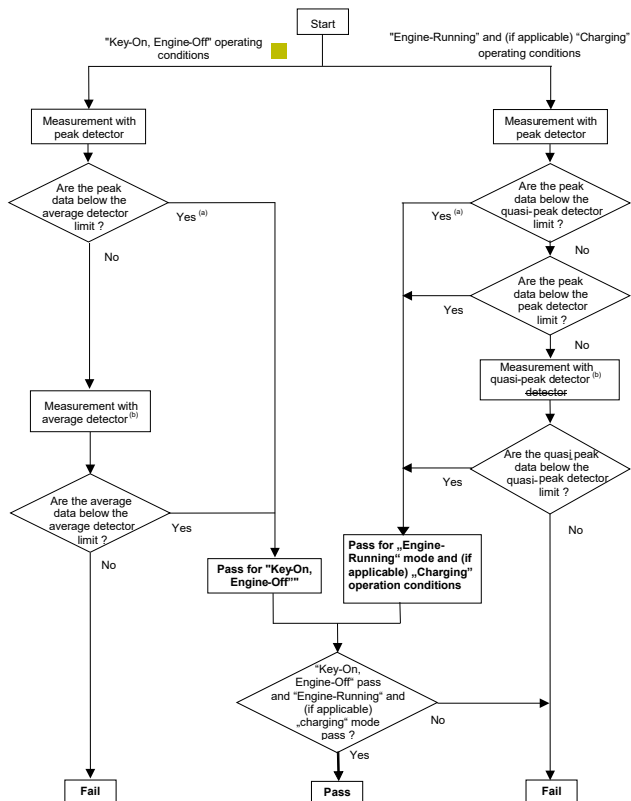 Start
"Key-On, Engine-Off" operating
conditions
"Engine-Running” and (if applicable) “Charging”
operating conditions
Measurement with
peak detector
Measurement with
peak detector
Are the peak
data below the
average detector
limit ?
Yes (a)
No
Are the peak
data below the
quasi-peak detector
limit ?
Yes (a)
No
Are the peak
data below the
peak detector
limit ?
Yes
No
Measurement with
quasi-peak detector (b)
detector
Measurement with
average detector (b)
Are the quasi peak
data below the
quasi-peak detector
limit ?
Yes
No
Are the average
data below the
average detector
limit ?
Yes
No
Pass for "Key-On,
Engine-Off”"
Pass for „Engine-
Running“ mode and (if
applicable) „Charging”
operation conditions
“Key-On,
Engine-Off“ pass
and “Engine-Running“ and
(if applicable)
„charging“ mode
pass ?
No
Yes
Fail
Pass
Fail